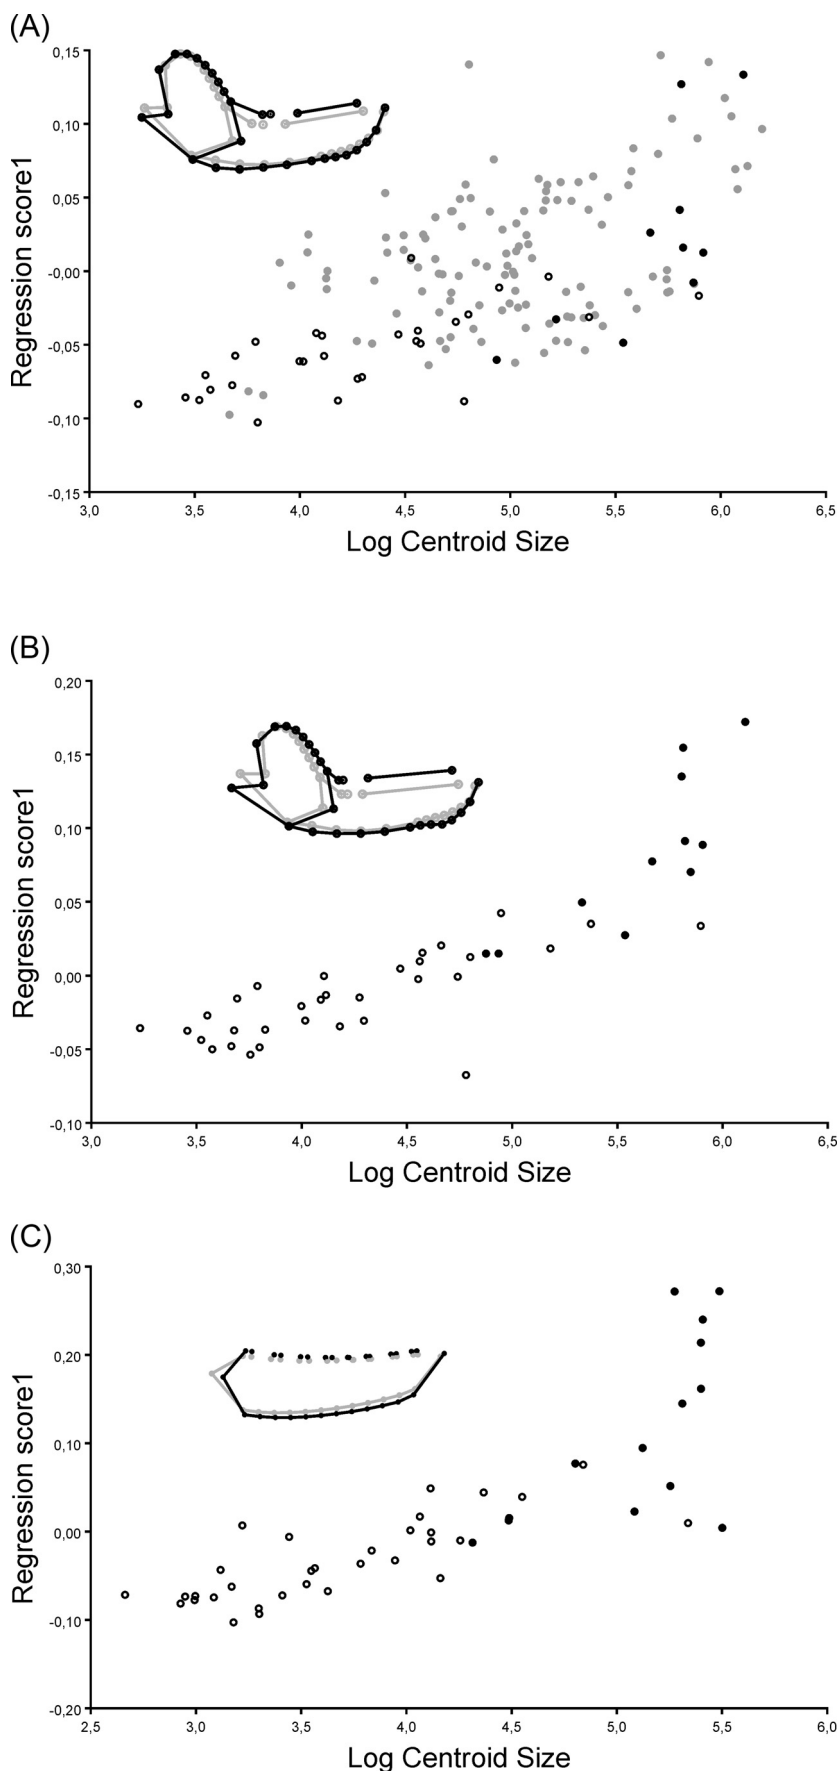 (A)
0,15
0,10
0,05
-0,00
-0,05
-0,10
-0,15
Regression score1
3,0 3,5 4,0 4,5 5,0 5,5 6,0 6,5
Log Centroid Size
(B)
0,20
0,15
0,10
0,05
0,00
-0,05
-0,10
Regression score1
3,0 3,5 4,0 4,5 5,0 5,5 6,0 6,5
Log Centroid Size
(C)
0,30
0,20
0,10
0,00
-0,10
-0,20
Regression score1
2,5 3,0 3,5 4,0 4,5 5,0 5,5 6,0
Log Centroid Size